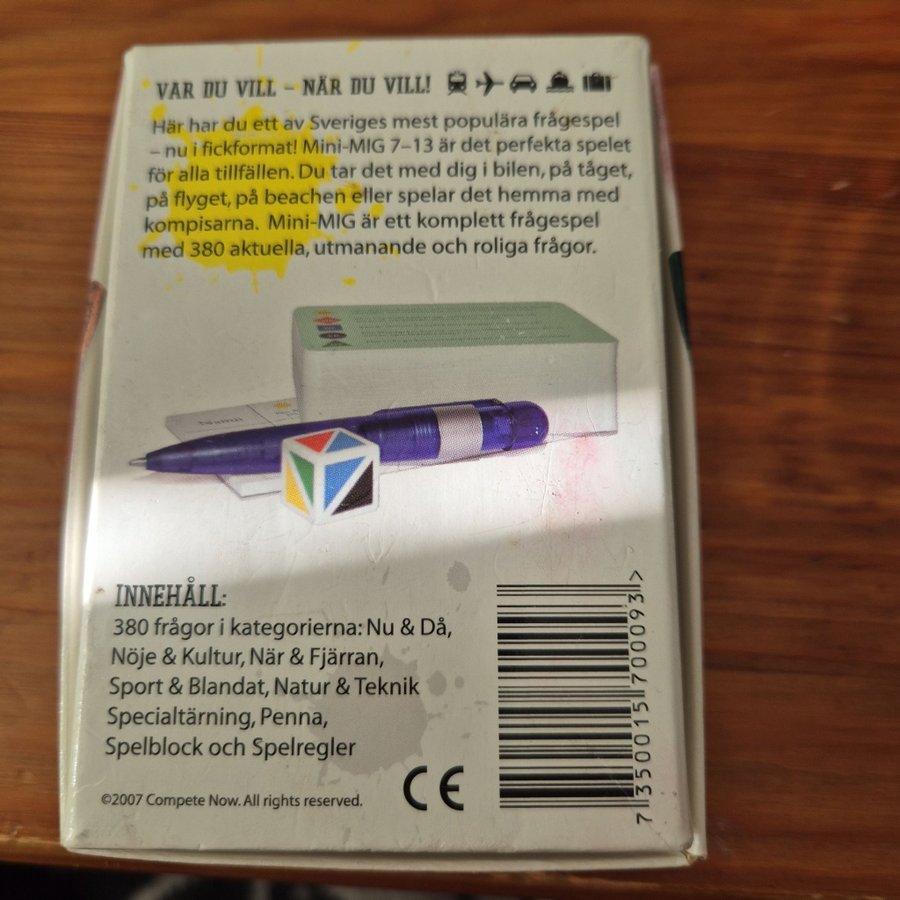 VAR DU VILL – NÄR DU VILL!
Här har du ett av Sveriges mest populära frågespel
– nu i fickformat! Mini-MIG 7–13 är det perfekta spelet
för alla tillfällen. Du tar det med dig i bilen, på tåget,
på flyget, på beachen eller spelar det hemma med
kompisarna. Mini-MIG är ett komplett frågespel
med 380 aktuella, utmanande och roliga frågor.
INNEHÅLL:
380 frågor i kategorierna: Nu & Då,
Nöje & Kultur, När & Fjärran,
Sport & Blandat, Natur & Teknik
Specialtärning, Penna,
Spelblock och Spelregler
©2007 Compete Now. All rights reserved.
CE
7 350015 700093 >